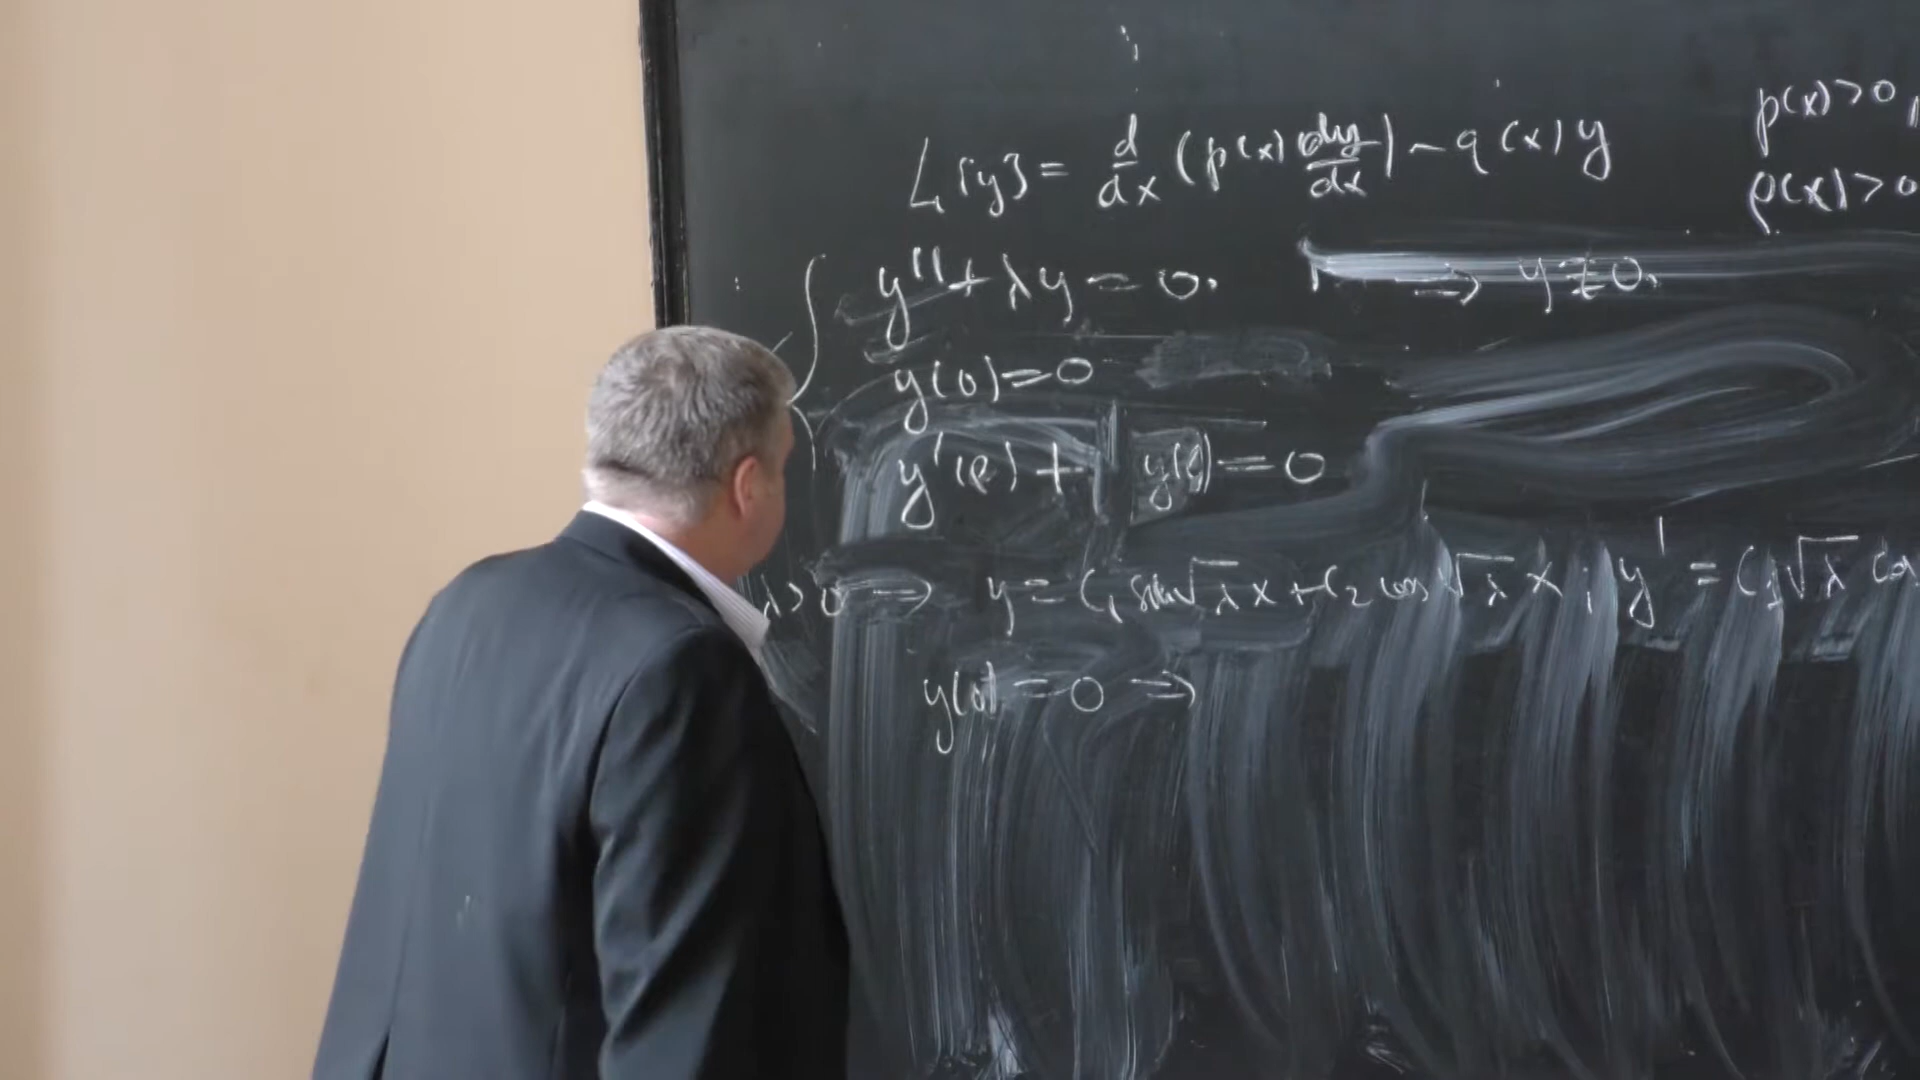 L[y] = d/dx (p(x) dy/dx) - q(x) y
p(x) > 0,
ρ(x) > 0
{ y'' + λy = 0. ⇒ y ≢ 0.
y(0) = 0
y'(ℓ) + y(ℓ) = 0
λ > 0 ⇒ y = C₁ sin √λ x + C₂ cos √λ x ; y' = C₁ √λ cos
y(0) = 0 ⇒